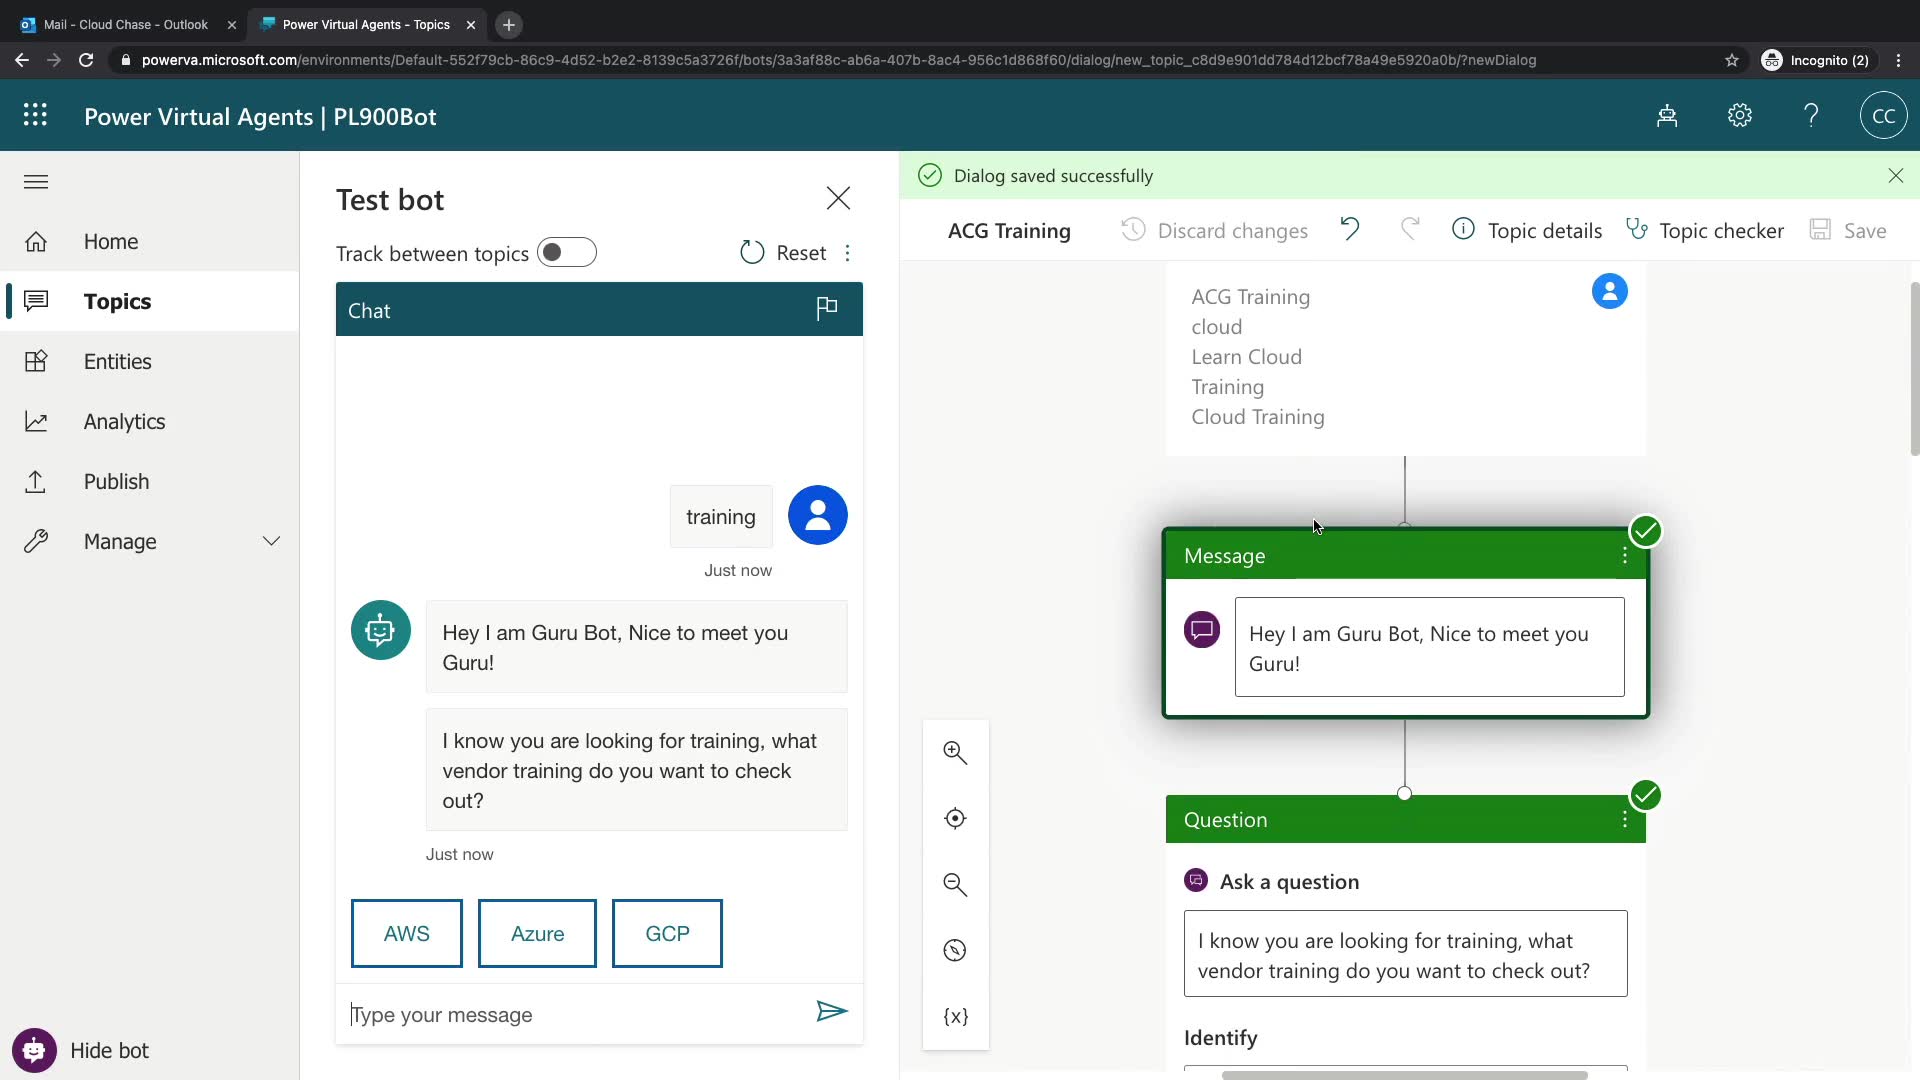 Mail - Cloud Chase - Outlook
Power Virtual Agents - Topics
powerva.microsoft.com/environments/Default-552f79cb-86c9-4d52-b2e2-8139c5a3726f/bots/3a3af88c-ab6a-407b-8ac4-956c1d868f60/dialog/new_topic_c8d9e901dd784d12bcf78a49e5920a0b/?newDialog
Incognito (2)
Power Virtual Agents | PL900Bot
CC
Home
Topics
Entities
Analytics
Publish
Manage
Hide bot
Test bot
Track between topics
Reset
Chat
training
Just now
Hey I am Guru Bot, Nice to meet you
Guru!
I know you are looking for training, what
vendor training do you want to check
out?
Just now
AWS
Azure
GCP
Type your message
Dialog saved successfully
ACG Training
Discard changes
Topic details
Topic checker
Save
ACG Training
cloud
Learn Cloud
Training
Cloud Training
Message
Hey I am Guru Bot, Nice to meet you
Guru!
Question
Ask a question
I know you are looking for training, what
vendor training do you want to check out?
Identify
{x}